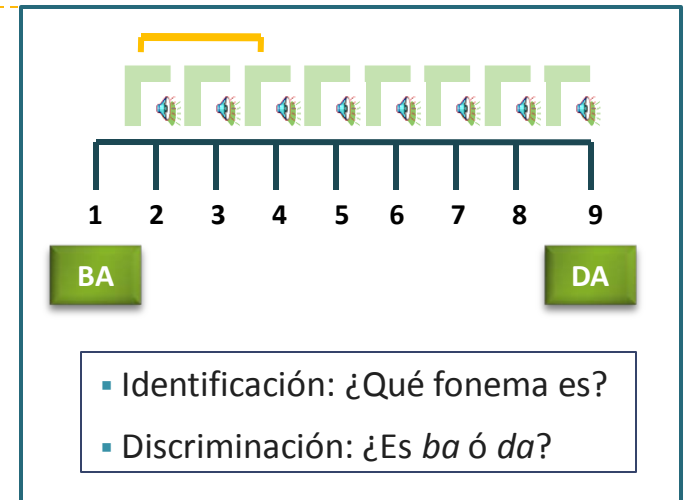 1 2 3 4 5 6 7 8 9
BA DA
▪ Identificación: ¿Qué fonema es?
▪ Discriminación: ¿Es ba ó da?